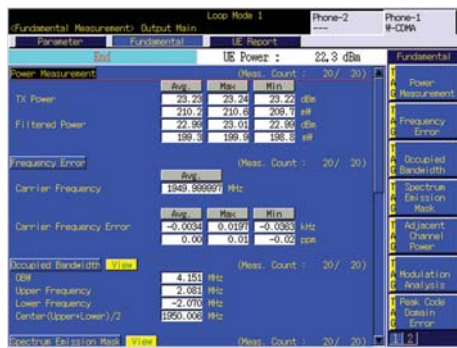 Loop Mode 1
Phone-2
----
Phone-1
W-CDMA
<Fundamental Measurement> Output Main
Parameter Fundamental UE Report Fundamental
End UE Power : 22.3 dBm
Power Measurement (Meas. Count : 20/ 20)
Avg. Max Min
TX Power 23.23 23.24 23.22 dBm
210.2 210.6 209.7 mW
Filtered Power 22.99 23.01 22.99 dBm
199.3 199.9 198.8 mW
Frequency Error (Meas. Count : 20/ 20)
Avg.
Carrier Frequency 1949.999997 MHz
Avg. Max Min
Carrier Frequency Error -0.0034 0.0197 -0.0363 kHz
0.00 0.01 -0.02 ppm
Occupied Bandwidth View (Meas. Count : 20/ 20)
OBW 4.151 MHz
Upper Frequency 2.081 MHz
Lower Frequency -2.070 MHz
Center(Upper+Lower)/2 1950.006 MHz
Spectrum Emission Mask View (Meas. Count : 20/ 20)
TAG Power Measurement
TAG Frequency Error
TAG Occupied Bandwidth
TAG Spectrum Emission Mask
TAG Adjacent Channel Power
TAG Modulation Analysis
TAG Peak Code Domain Error
1 2